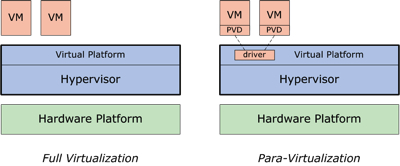 VM VM
Virtual Platform
Hypervisor
Hardware Platform
Full Virtualization
VM VM
PVD PVD
driver Virtual Platform
Hypervisor
Hardware Platform
Para-Virtualization